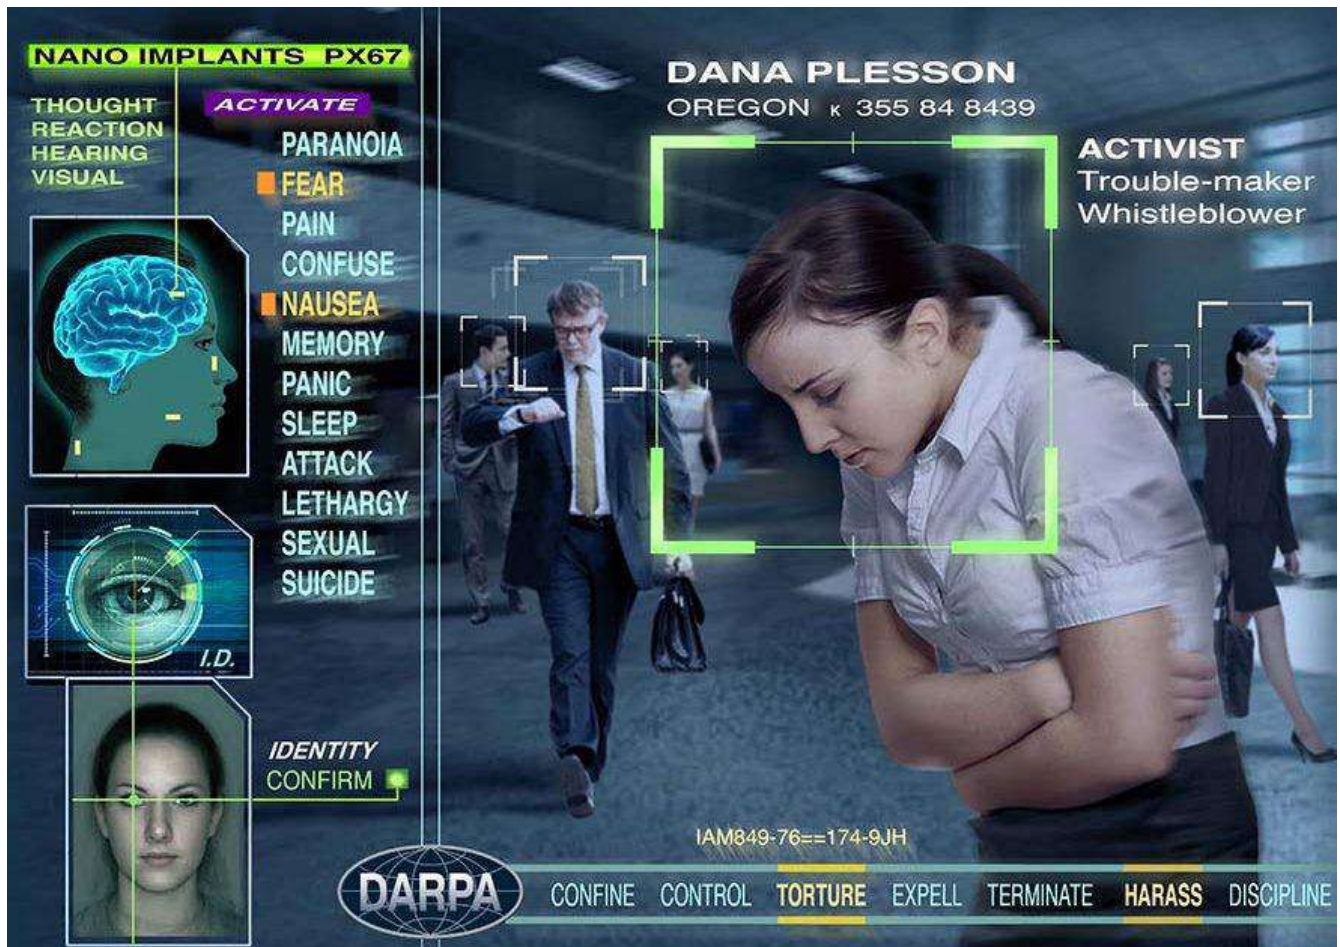 NANO IMPLANTS PX67
THOUGHT
REACTION
HEARING
VISUAL
ACTIVATE
PARANOIA
FEAR
PAIN
CONFUSE
NAUSEA
MEMORY
PANIC
SLEEP
ATTACK
LETHARGY
SEXUAL
SUICIDE
I.D.
IDENTITY
CONFIRM
DANA PLESSON
OREGON K 355 84 8439
ACTIVIST
Trouble-maker
Whistleblower
IAM849-76==174-9JH
DARPA
CONFINE CONTROL TORTURE EXPELL TERMINATE HARASS DISCIPLINE